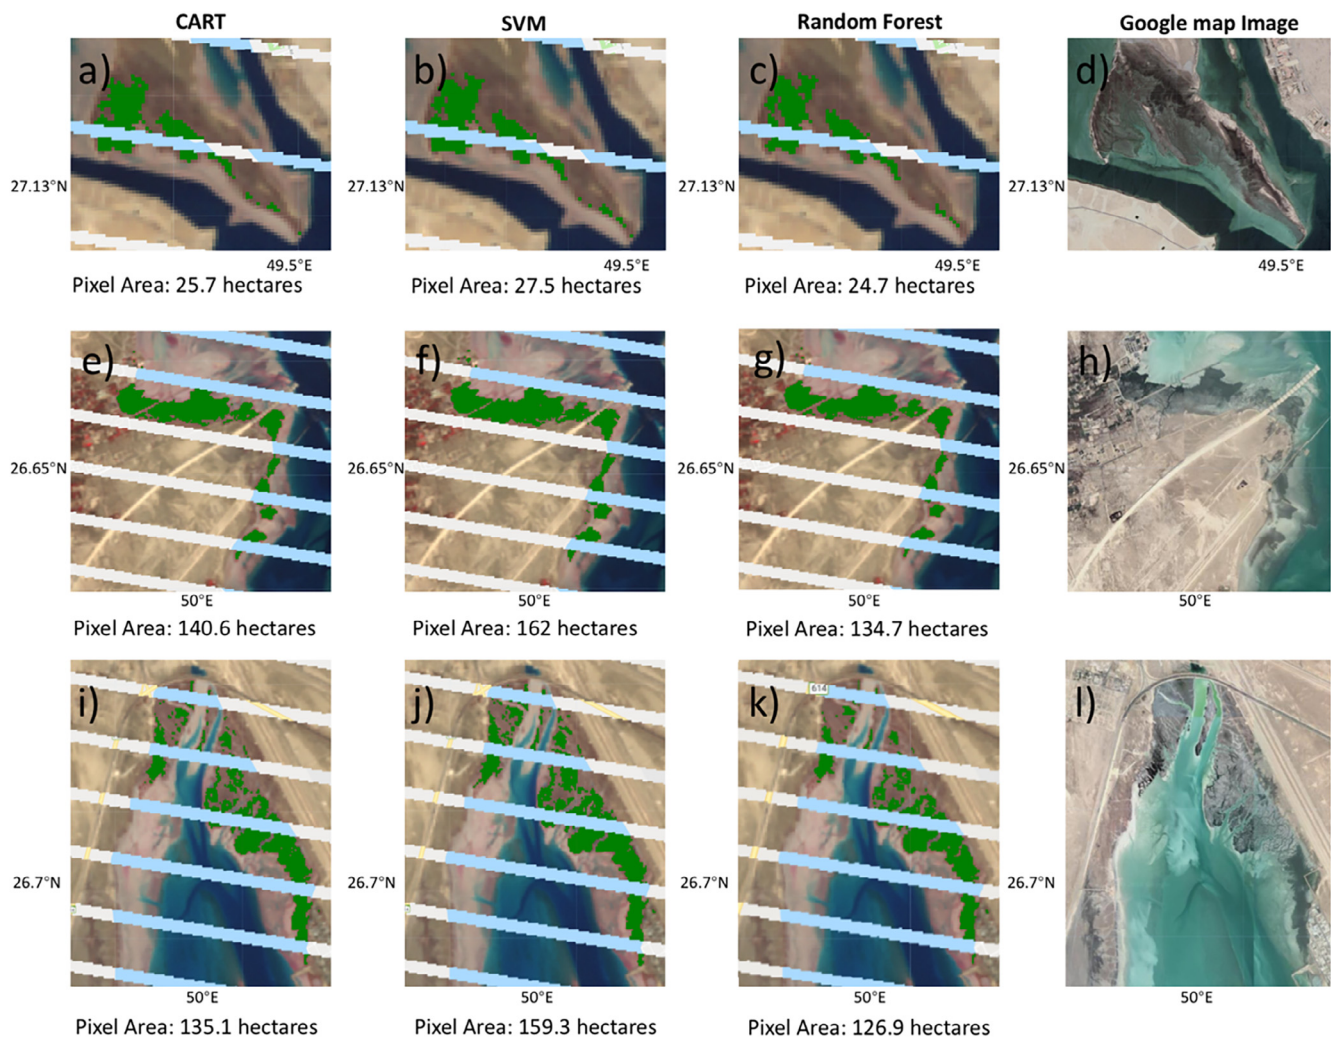 CART SVM Random Forest Google map Image
a) b) c) d)
27.13°N 27.13°N 27.13°N 27.13°N
49.5°E 49.5°E 49.5°E 49.5°E
Pixel Area: 25.7 hectares Pixel Area: 27.5 hectares Pixel Area: 24.7 hectares
e) f) g) h)
26.65°N 26.65°N 26.65°N 26.65°N
50°E 50°E 50°E 50°E
Pixel Area: 140.6 hectares Pixel Area: 162 hectares Pixel Area: 134.7 hectares
i) j) k) l)
614
26.7°N 26.7°N 26.7°N 26.7°N
50°E 50°E 50°E 50°E
Pixel Area: 135.1 hectares Pixel Area: 159.3 hectares Pixel Area: 126.9 hectares